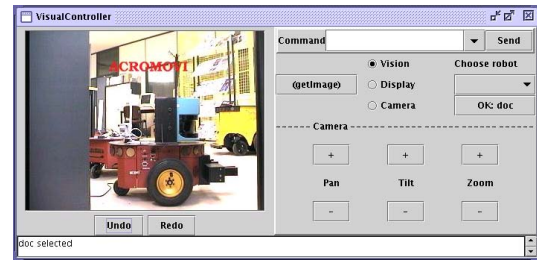 VisualController
ACROMOVI
Command
Send
Vision
Choose robot
(getImage)
Display
Camera
OK: doc
Camera
+ + +
Pan Tilt Zoom
- - -
Undo Redo
doc selected